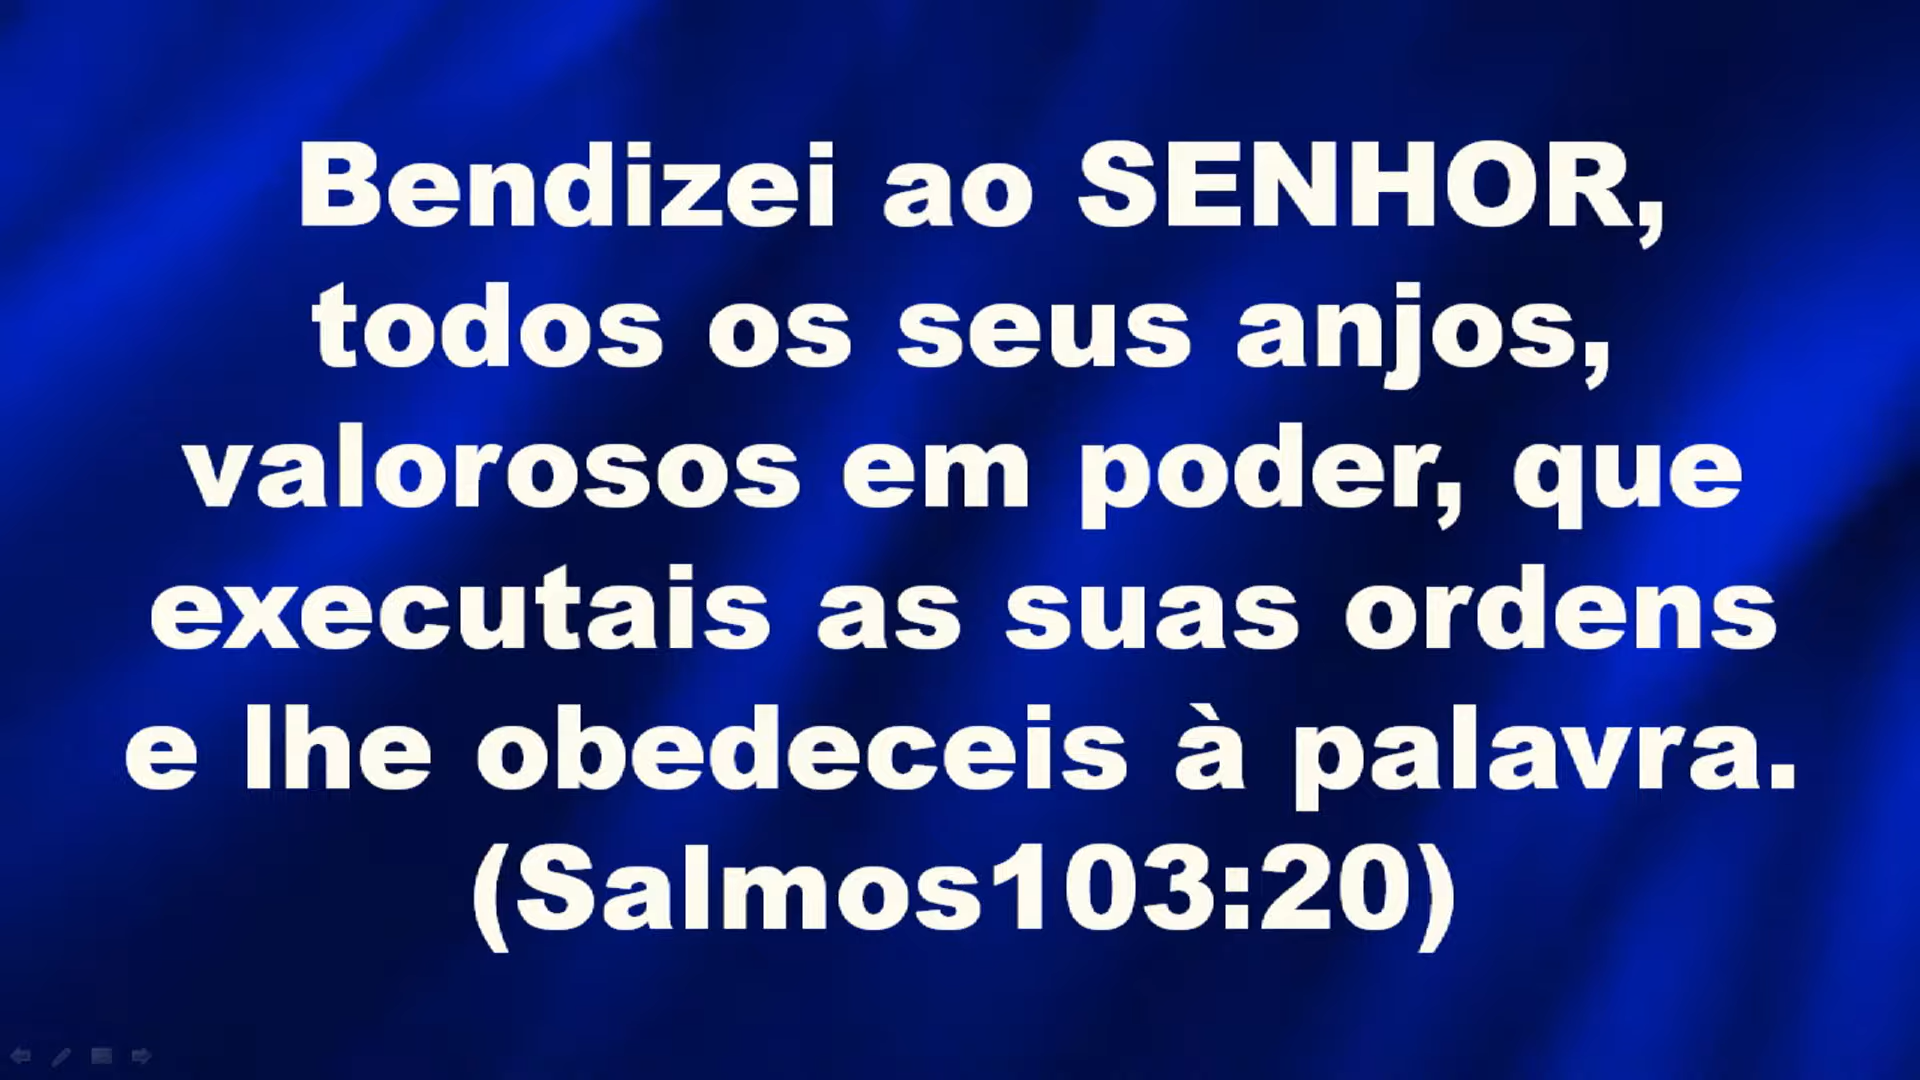 Bendizei ao SENHOR,
todos os seus anjos,
valorosos em poder, que
executais as suas ordens
e lhe obedeceis à palavra.
(Salmos103:20)